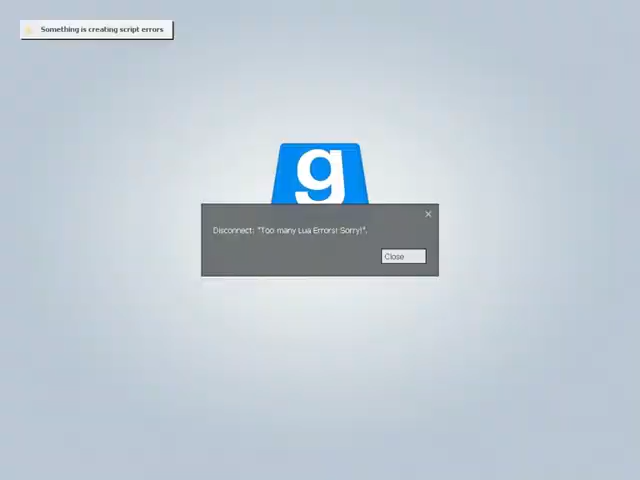 Something is creating script errors
g
Disconnect: "Too many Lua Errors! Sorry!".
Close